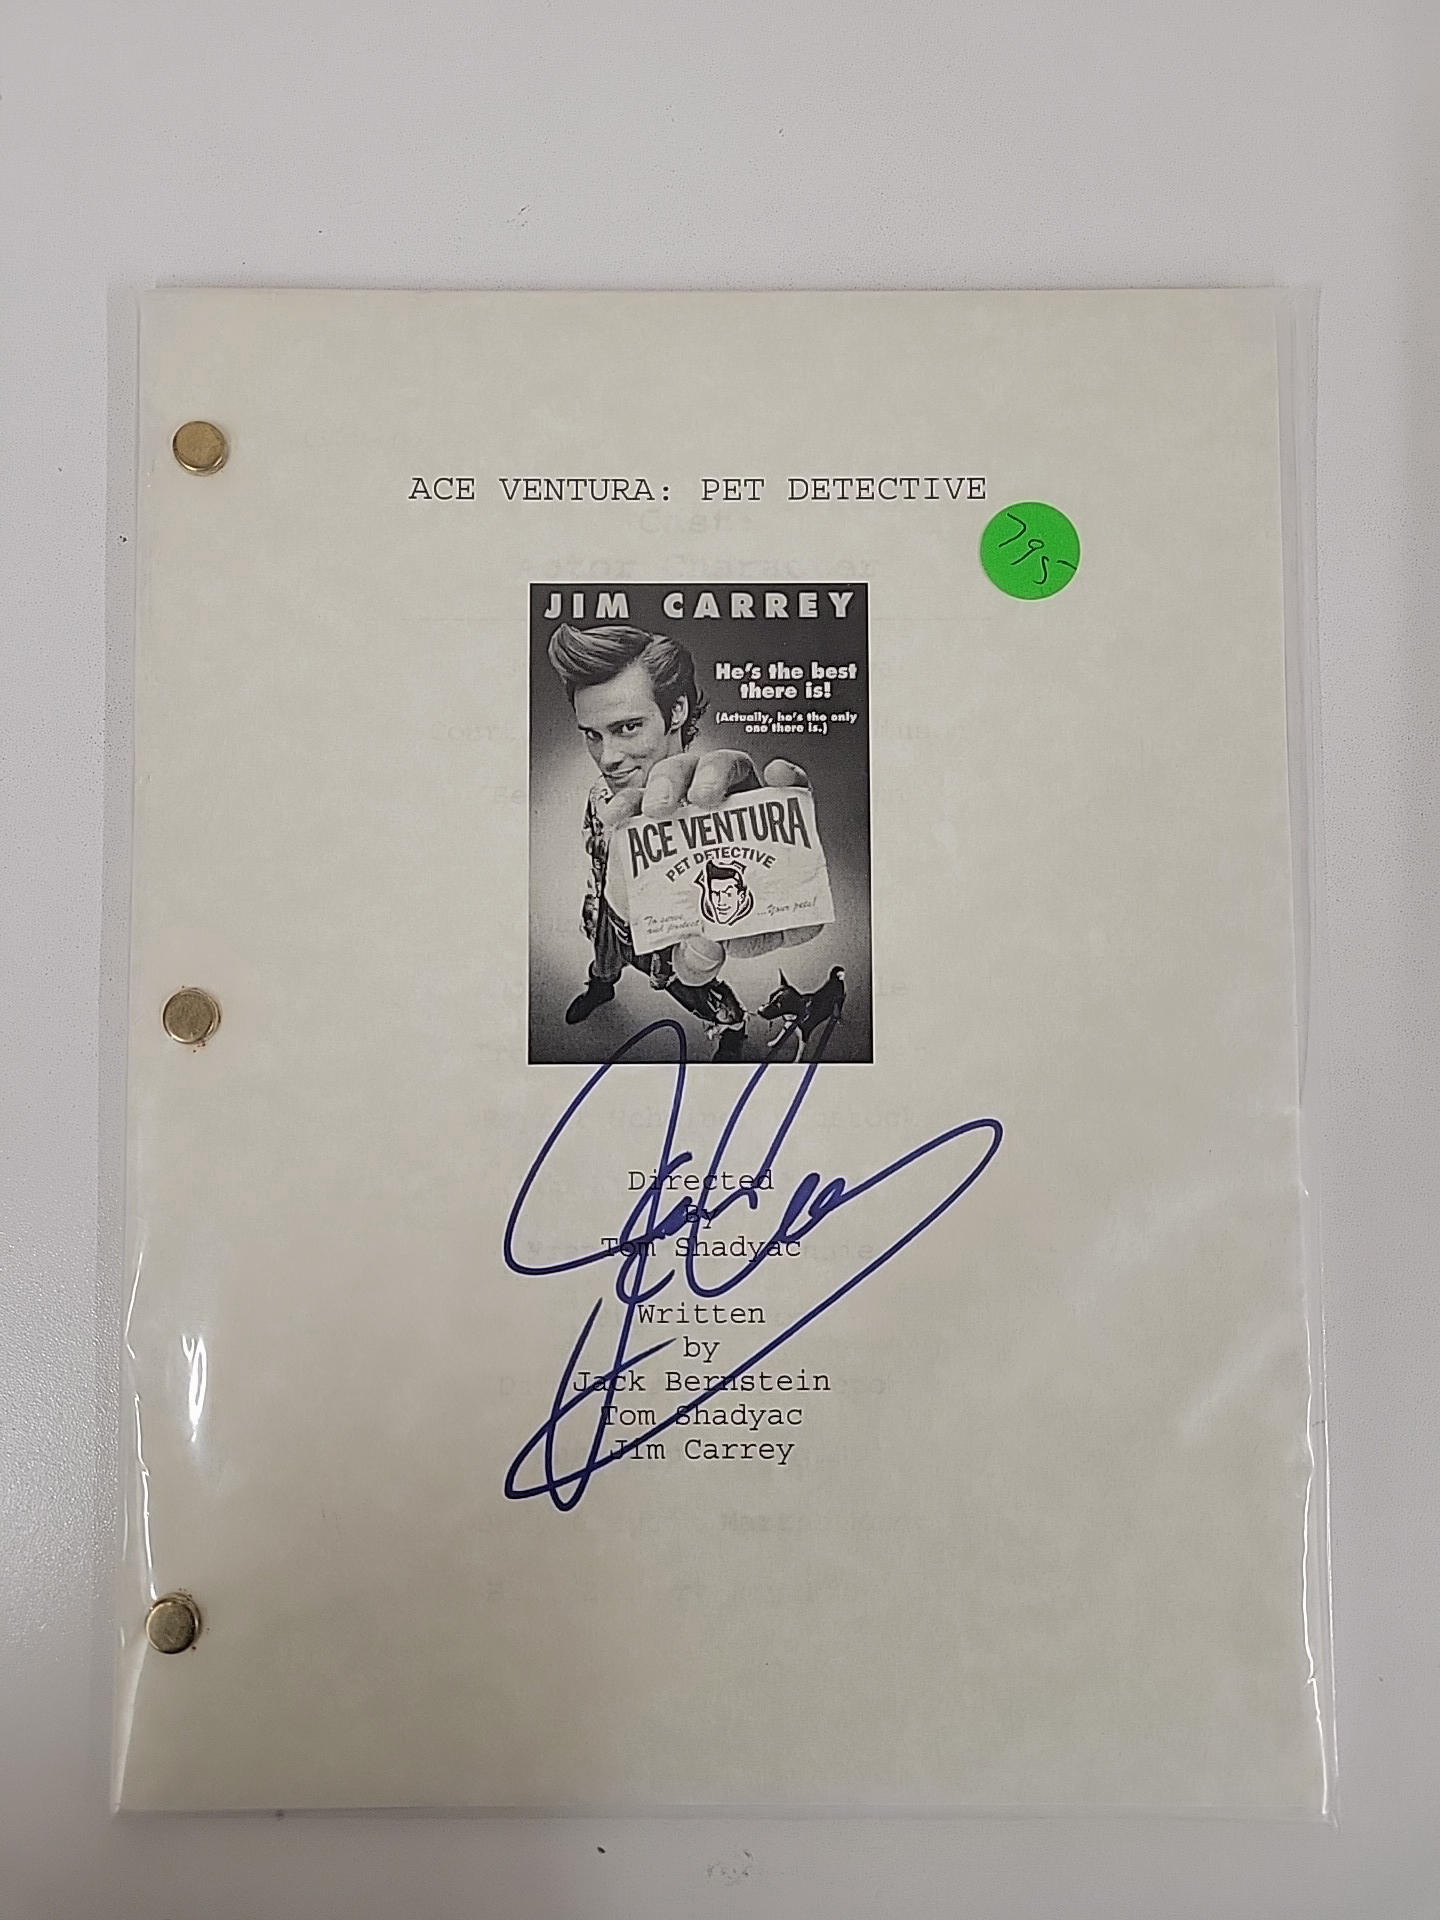 ACE VENTURA: PET DETECTIVE
795-
JIM CARREY
He's the best
there is!
(Actually, he's the only
one there is.)
ACE VENTURA
PET DETECTIVE
To serve
and protect
...Your pets!
Directed
By
Tom Shadyac
Written
by
Jack Bernstein
Tom Shadyac
Jim Carrey